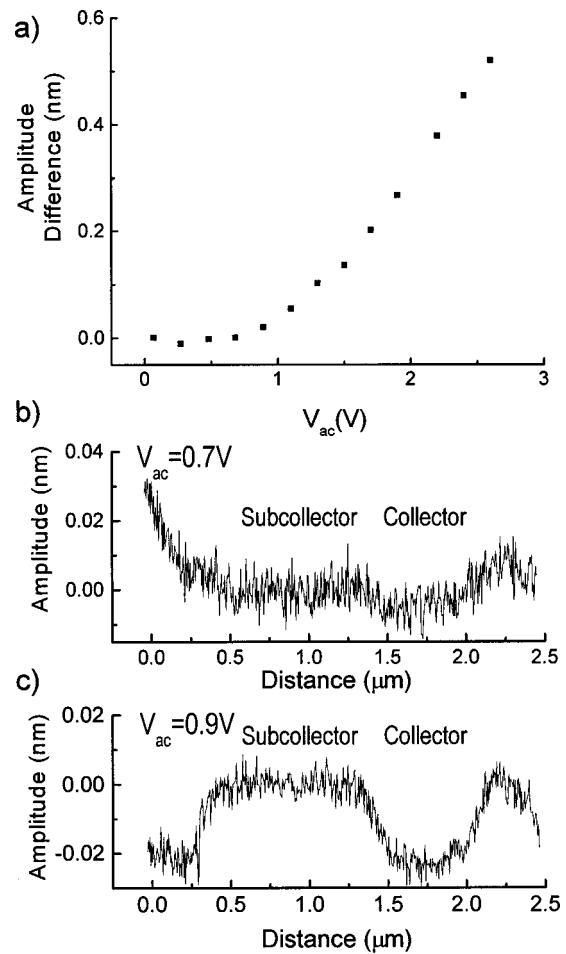 a)
0.6
0.4
0.2
0.0
Amplitude
Difference (nm)
0 1 2 3
V_ac(V)
b)
V_ac=0.7V
Subcollector Collector
0.04
0.02
0.00
Amplitude (nm)
0.0 0.5 1.0 1.5 2.0 2.5
Distance (μm)
c)
V_ac=0.9V
Subcollector Collector
0.02
0.00
-0.02
Amplitude (nm)
0.0 0.5 1.0 1.5 2.0 2.5
Distance (μm)